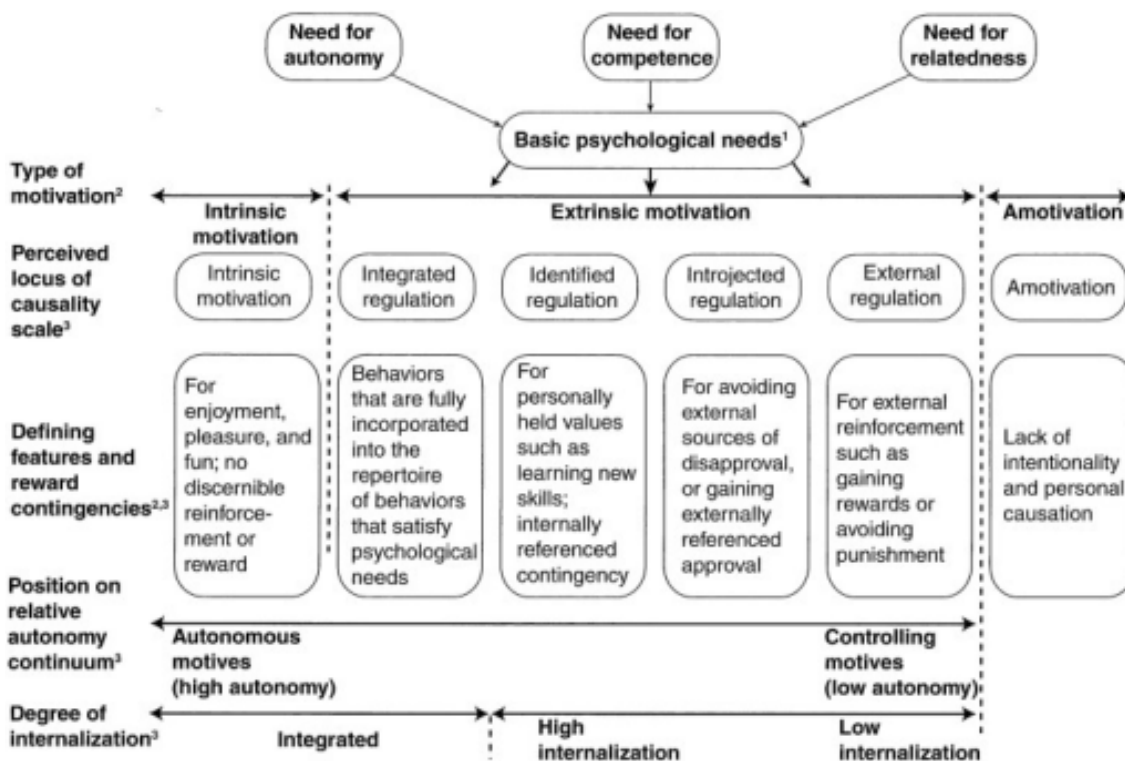 Need for
autonomy
Need for
competence
Need for
relatedness
Basic psychological needs¹
Type of
motivation²
Intrinsic
motivation
Extrinsic motivation
Amotivation
Perceived
locus of
causality
scale³
Intrinsic
motivation
Integrated
regulation
Identified
regulation
Introjected
regulation
External
regulation
Amotivation
Defining
features and
reward
contingencies²,³
For
enjoyment,
pleasure, and
fun; no
discernible
reinforce-
ment or
reward
Behaviors
that are fully
incorporated
into the
repertoire
of behaviors
that satisfy
psychological
needs
For
personally
held values
such as
learning new
skills;
internally
referenced
contingency
For avoiding
external
sources of
disapproval,
or gaining
externally
referenced
approval
For external
reinforcement
such as
gaining
rewards or
avoiding
punishment
Lack of
intentionality
and personal
causation
Position on
relative
autonomy
continuum³
Autonomous
motives
(high autonomy)
Controlling
motives
(low autonomy)
Degree of
internalization³
Integrated
High
internalization
Low
internalization